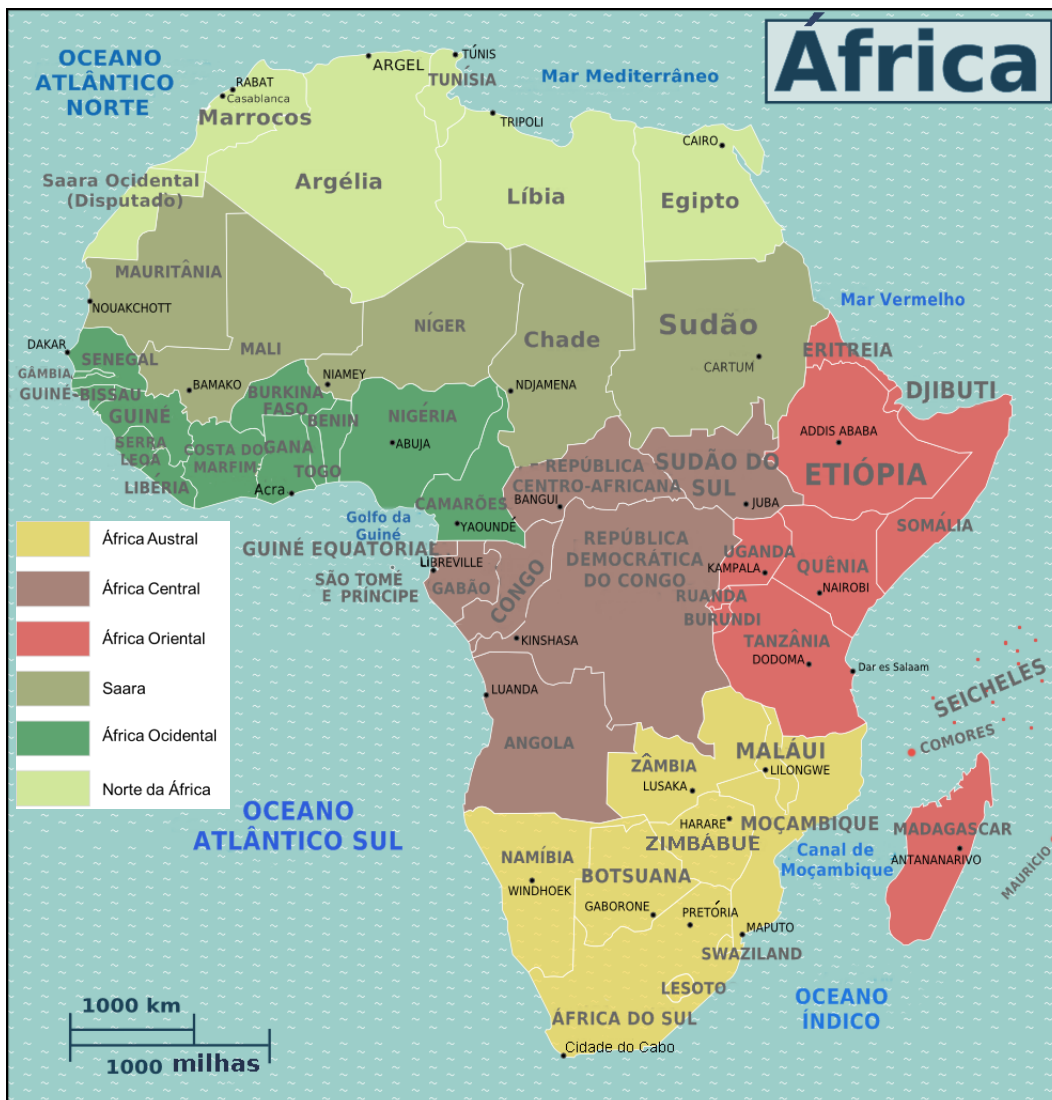 África
OCEANO
ATLÂNTICO
NORTE
Mar Mediterrâneo
RABAT
Casablanca
Marrocos
ARGEL
TÚNIS
TUNÍSIA
TRIPOLI
CAIRO
Saara Ocidental
(Disputado)
Argélia
Líbia
Egipto
MAURITÂNIA
NOUAKCHOTT
MALI
NÍGER
Chade
Sudão
CARTUM
Mar Vermelho
ERITREIA
DJIBUTI
DAKAR
SENEGAL
GÂMBIA
GUINÉ-BISSAU
BAMAKO
NIAMEY
NDJAMENA
BURKINA
FASO
BENIN
NIGÉRIA
ABUJA
GUINÉ
SERRA
LEOA
LIBÉRIA
COSTA DO
MARFIM
GANA
TOGO
Acra
ADDIS ABABA
ETIÓPIA
SOMÁLIA
REPÚBLICA
CENTRO-AFRICANA
BANGUI
SUDÃO DO
SUL
JUBA
CAMARÕES
YAOUNDÉ
Golfo da
Guiné
GUINÉ EQUATORIAL
LIBREVILLE
SÃO TOMÉ
E PRÍNCIPE
GABÃO
CONGO
REPÚBLICA
DEMOCRÁTICA
DO CONGO
UGANDA
KAMPALA
QUÊNIA
NAIROBI
RUANDA
BURUNDI
TANZÂNIA
DODOMA
Dar es Salaam
KINSHASA
LUANDA
ANGOLA
SEICHELES
COMORES
África Austral
África Central
África Oriental
Saara
África Ocidental
Norte da África
OCEANO
ATLÂNTICO SUL
ZÂMBIA
LUSAKA
MALÁUI
LILONGWE
HARARE
MOÇAMBIQUE
ZIMBÁBUE
Canal de
Moçambique
MADAGASCAR
ANTANANARIVO
MAURICIO
NAMÍBIA
WINDHOEK
BOTSUANA
GABORONE
PRETÓRIA
MAPUTO
SWAZILAND
LESOTO
ÁFRICA DO SUL
Cidade do Cabo
OCEANO
ÍNDICO
1000 km
1000 milhas